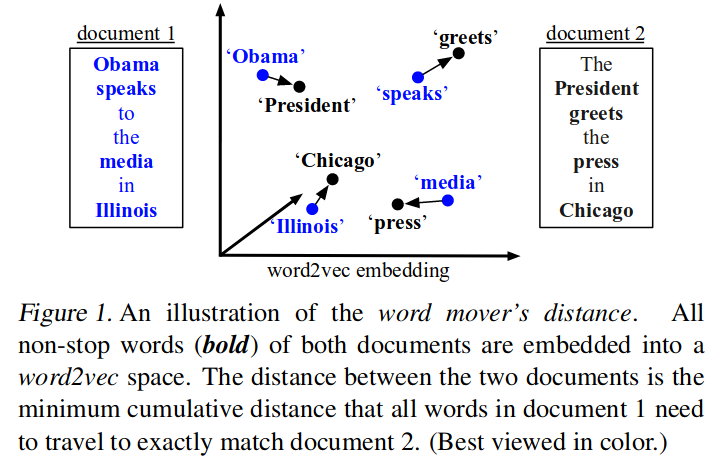 document 1
Obama
speaks
to
the
media
in
Illinois
‘Obama’
‘President’
‘greets’
‘speaks’
‘Chicago’
‘Illinois’
‘media’
‘press’
word2vec embedding
document 2
The
President
greets
the
press
in
Chicago
Figure 1. An illustration of the word mover’s distance. All
non-stop words (bold) of both documents are embedded into a
word2vec space. The distance between the two documents is the
minimum cumulative distance that all words in document 1 need
to travel to exactly match document 2. (Best viewed in color.)